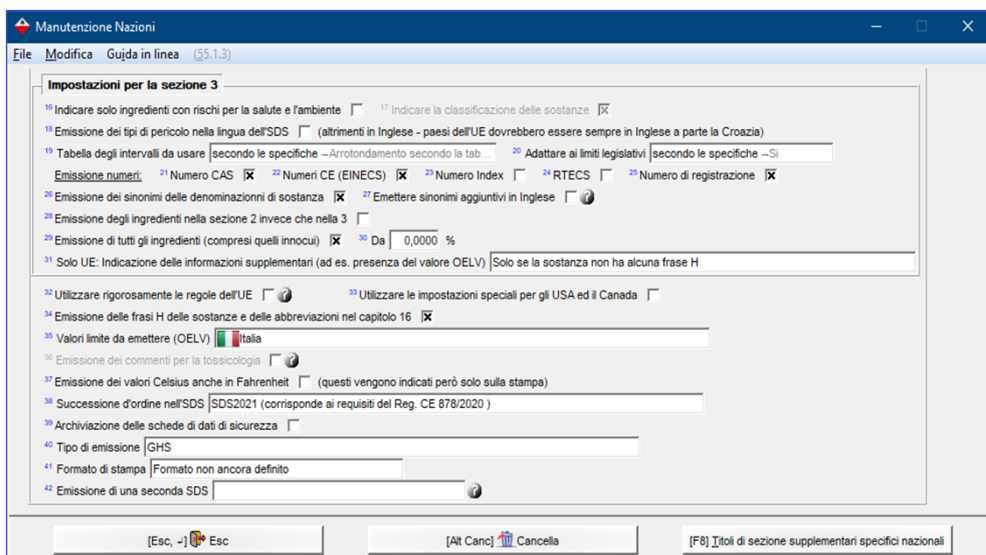 Manutenzione Nazioni
File Modifica Guida in linea (§5.1.3)
Impostazioni per la sezione 3
16 Indicare solo ingredienti con rischi per la salute e l'ambiente 17 Indicare la classificazione delle sostanze
18 Emissione dei tipi di pericolo nella lingua dell'SDS (altrimenti in Inglese - paesi dell'UE dovrebbero essere sempre in Inglese a parte la Croazia)
19 Tabella degli intervalli da usare secondo le specifiche →Arrotondamento secondo la tab... 20 Adattare ai limiti legislativi secondo le specifiche →Si
Emissione numeri: 21 Numero CAS 22 Numeri CE (EINECS) 23 Numero Index 24 RTECS 25 Numero di registrazione
26 Emissione dei sinonimi delle denominazionni di sostanza 27 Emettere sinonimi aggiuntivi in Inglese ?
28 Emissione degli ingredienti nella sezione 2 invece che nella 3
29 Emissione di tutti gli ingredienti (compresi quelli innocui) 30 Da 0,0000 %
31 Solo UE: Indicazione delle informazioni supplementari (ad es. presenza del valore OELV) Solo se la sostanza non ha alcuna frase H
32 Utilizzare rigorosamente le regole dell'UE ? 33 Utilizzare le impostazioni speciali per gli USA ed il Canada
34 Emissione delle frasi H delle sostanze e delle abbreviazioni nel capitolo 16
35 Valori limite da emettere (OELV) Italia
36 Emissione dei commenti per la tossicologia ?
37 Emissione dei valori Celsius anche in Fahrenheit (questi vengono indicati però solo sulla stampa)
38 Successione d'ordine nell'SDS SDS2021 (corrisponde ai requisiti del Reg. CE 878/2020 )
39 Archiviazione delle schede di dati di sicurezza
40 Tipo di emissione GHS
41 Formato di stampa Formato non ancora definito
42 Emissione di una seconda SDS ?
[Esc, ↵] Esc [Alt Canc] Cancella [F8] Titoli di sezione supplementari specifici nazionali